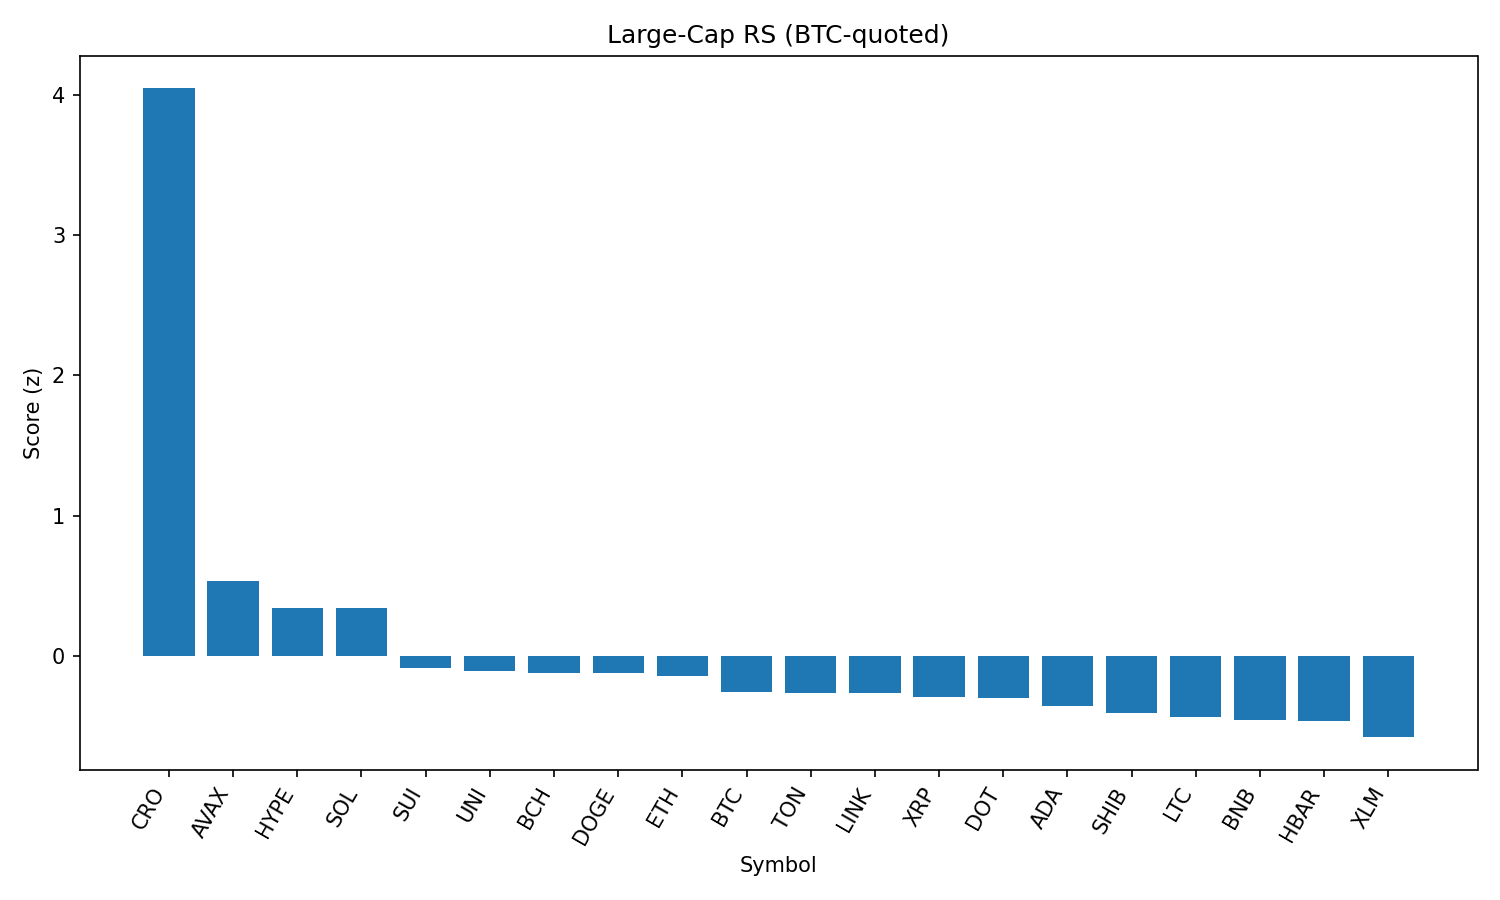 Large-Cap RS (BTC-quoted)
Score (z)
4
3
2
1
0
CRO
AVAX
HYPE
SOL
SUI
UNI
BCH
DOGE
ETH
BTC
TON
LINK
XRP
DOT
ADA
SHIB
LTC
BNB
HBAR
XLM
Symbol